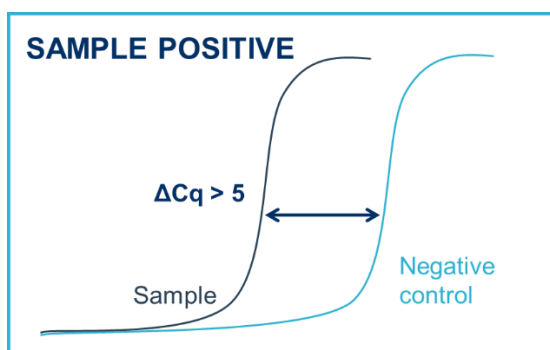 SAMPLE POSITIVE
ΔCq > 5
Sample
Negative
control